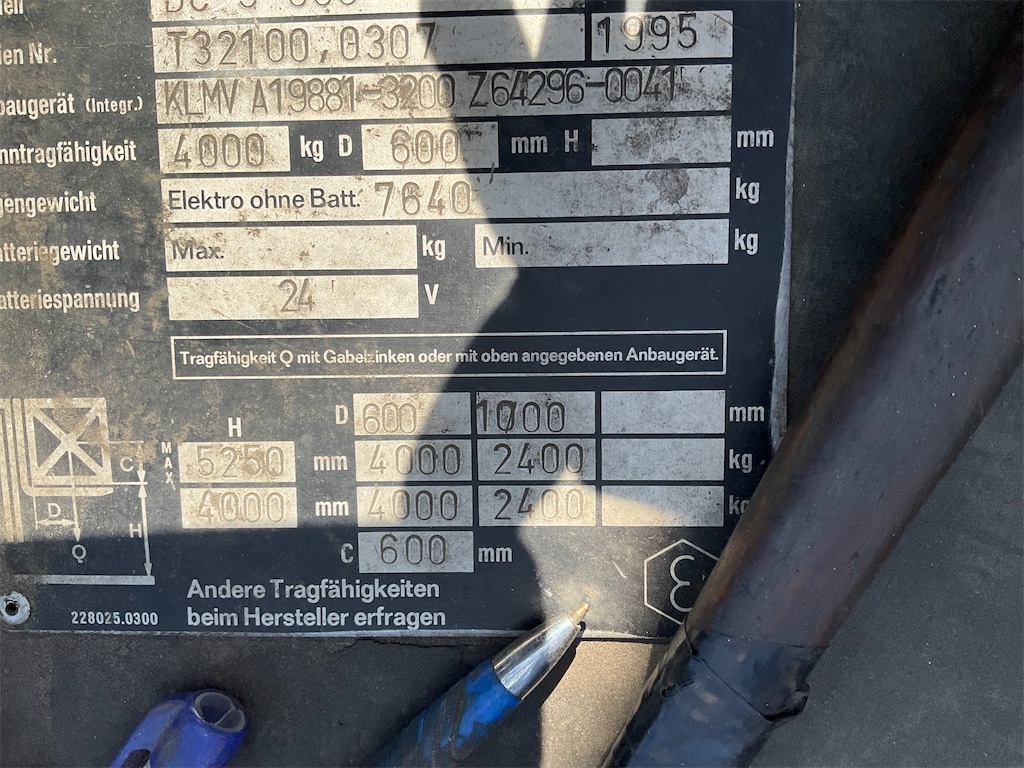 T32100,0307 1995
en Nr.
KLMV A19881-3200 Z64296-0041
baugerät (Integr.)
nntragfähigkeit 4000 kg D 600 mm H mm
gengewicht Elektro ohne Batt. 7640 kg
atteriegewicht Max. kg Min. kg
atteriespannung 24 V
Tragfähigkeit Q mit Gabelzinken oder mit oben angegebenen Anbaugerät.
H D 600 1000 mm
C MAX 5250 mm 4000 2400 kg
D H 4000 mm 4000 2400 kg
Q C 600 mm
Andere Tragfähigkeiten
beim Hersteller erfragen
228025.0300